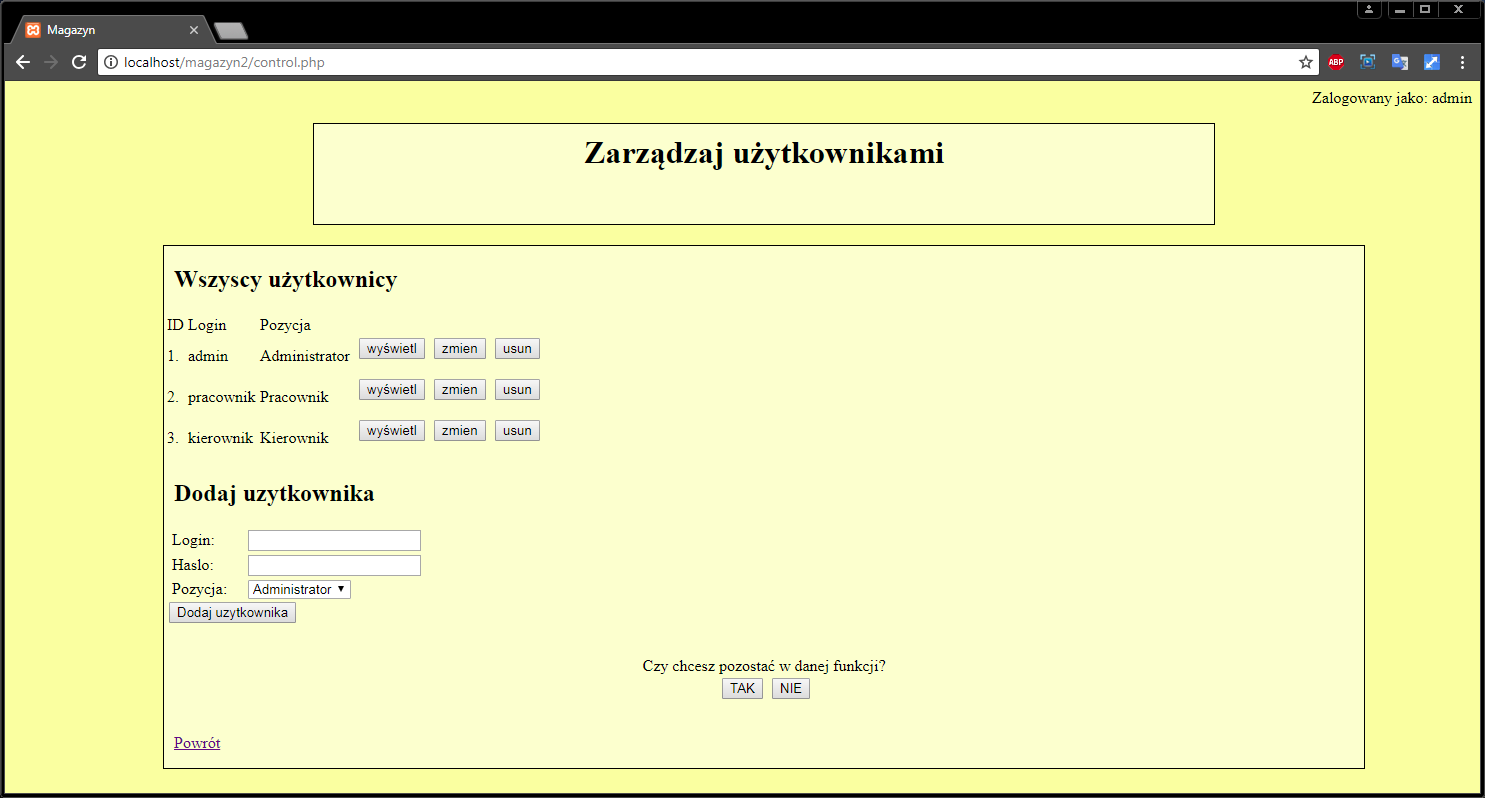 Magazyn
localhost/magazyn2/control.php
ABP
G
Zalogowany jako: admin
Zarządzaj użytkownikami
Wszyscy użytkownicy
ID Login Pozycja
1. admin Administrator wyświetl zmien usun
2. pracownik Pracownik wyświetl zmien usun
3. kierownik Kierownik wyświetl zmien usun
Dodaj uzytkownika
Login:
Haslo:
Pozycja: Administrator
Dodaj uzytkownika
Czy chcesz pozostać w danej funkcji?
TAK NIE
Powrót